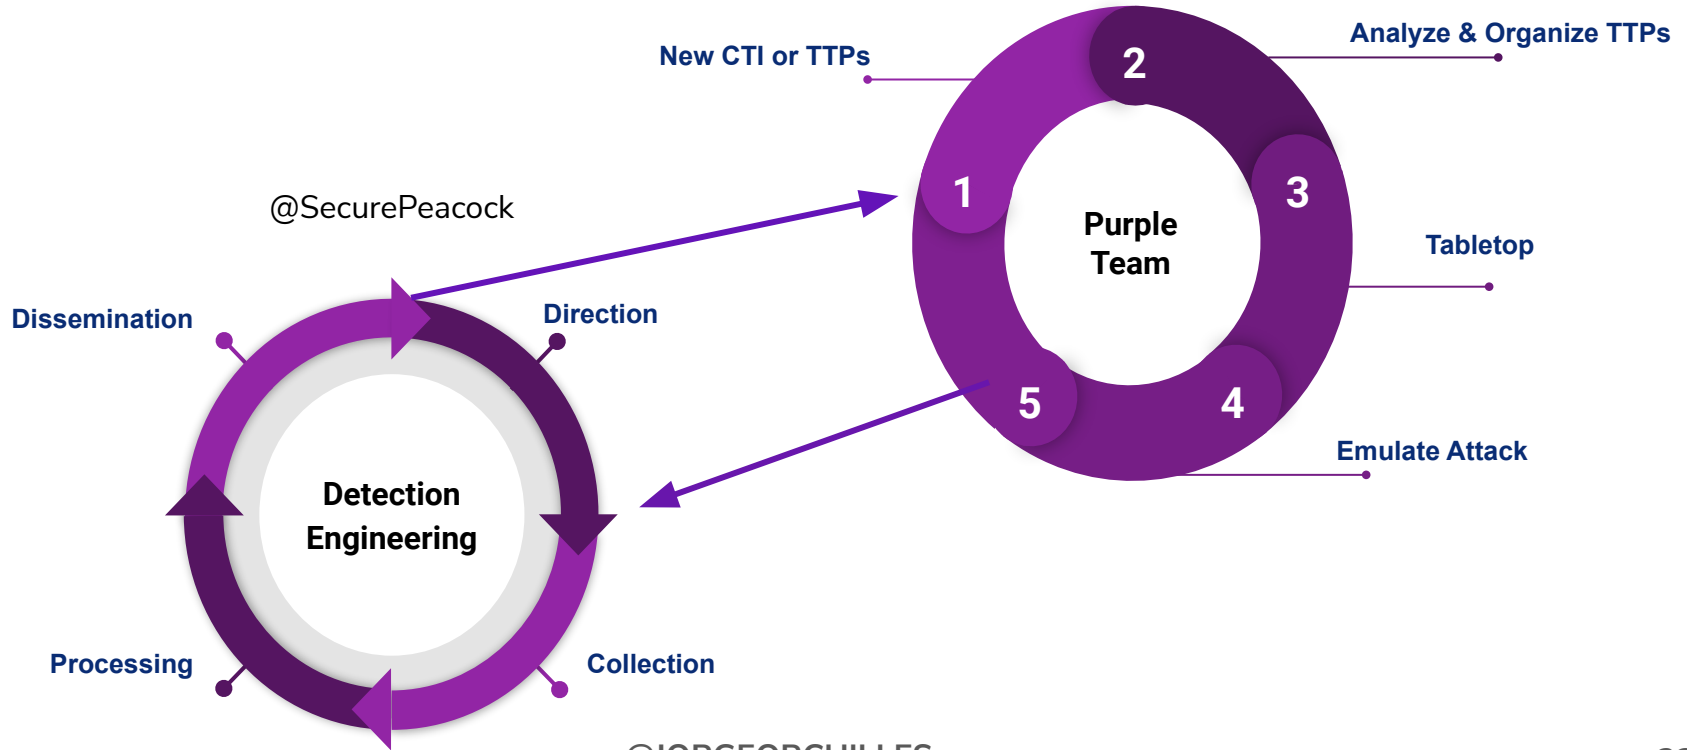 New CTI or TTPs
Analyze & Organize TTPs
2
1
3
@SecurePeacock
Purple
Team
Tabletop
Dissemination
Direction
5
4
Emulate Attack
Detection
Engineering
Processing
Collection
@JORGEORCHILLES